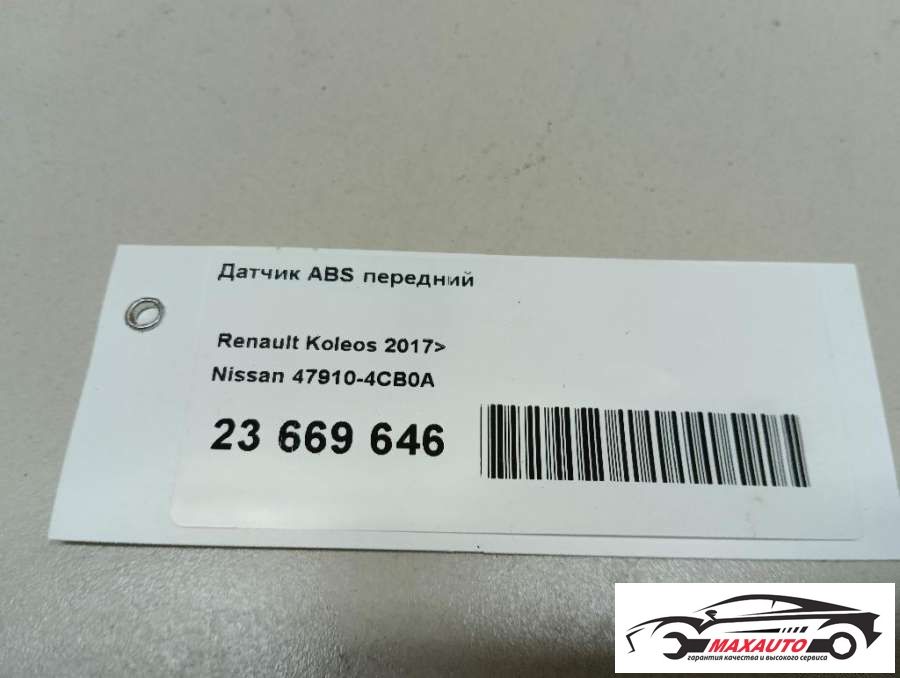 Датчик ABS передний
Renault Koleos 2017>
Nissan 47910-4CB0A
23 669 646
MAXAUTO
гарантия качества и высокого сервиса